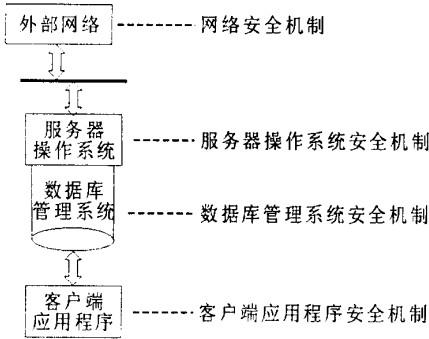 外部网络 网络安全机制
服务器
操作系统 服务器操作系统安全机制
数据库
管理系统 数据库管理系统安全机制
客户端
应用程序 客户端应用程序安全机制